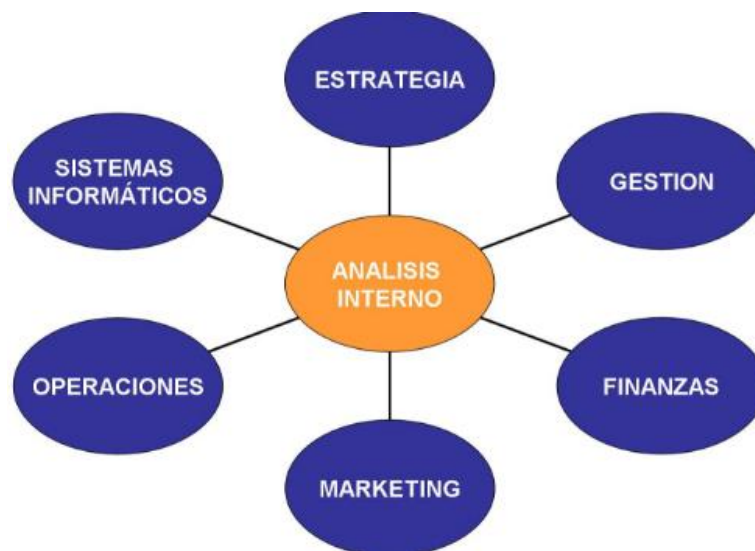 ESTRATEGIA
SISTEMAS
INFORMÁTICOS
GESTION
ANALISIS
INTERNO
OPERACIONES
FINANZAS
MARKETING